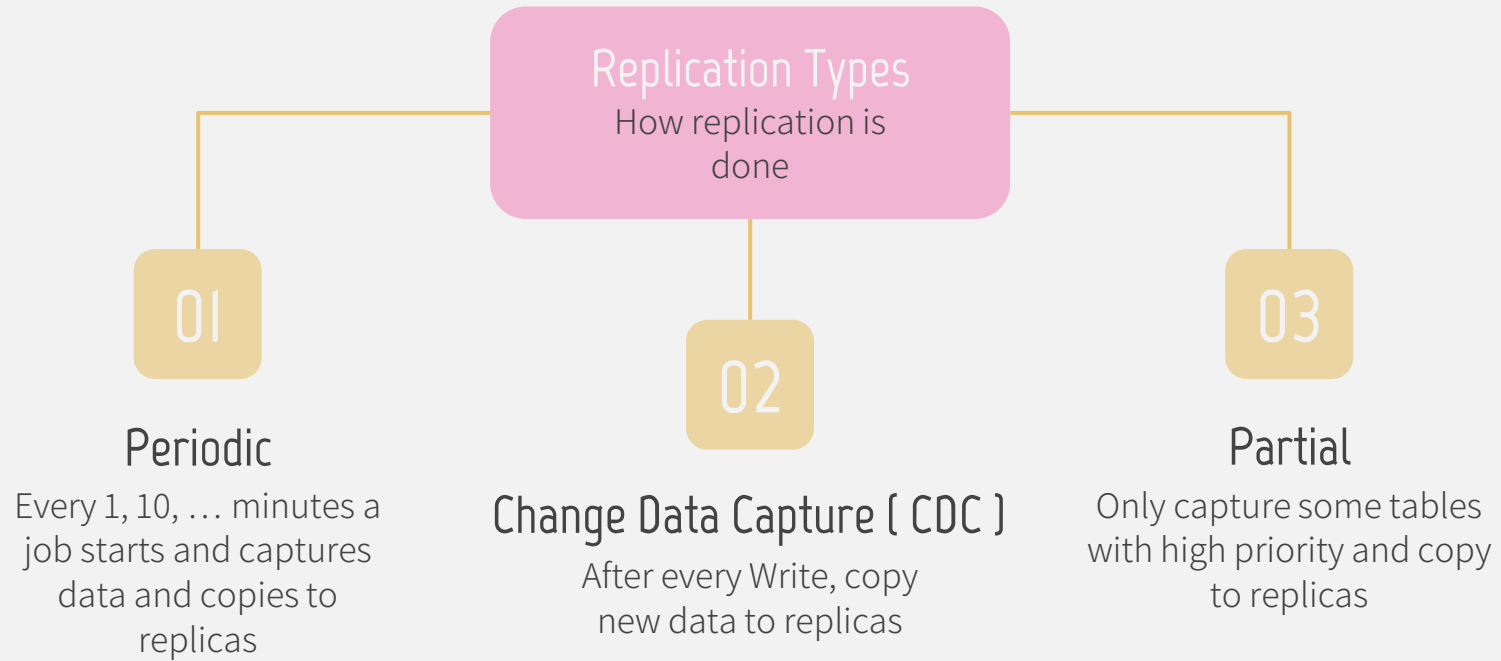 Replication Types
How replication is
done
01
Periodic
Every 1, 10, … minutes a
job starts and captures
data and copies to
replicas
02
Change Data Capture ( CDC )
After every Write, copy
new data to replicas
03
Partial
Only capture some tables
with high priority and copy
to replicas